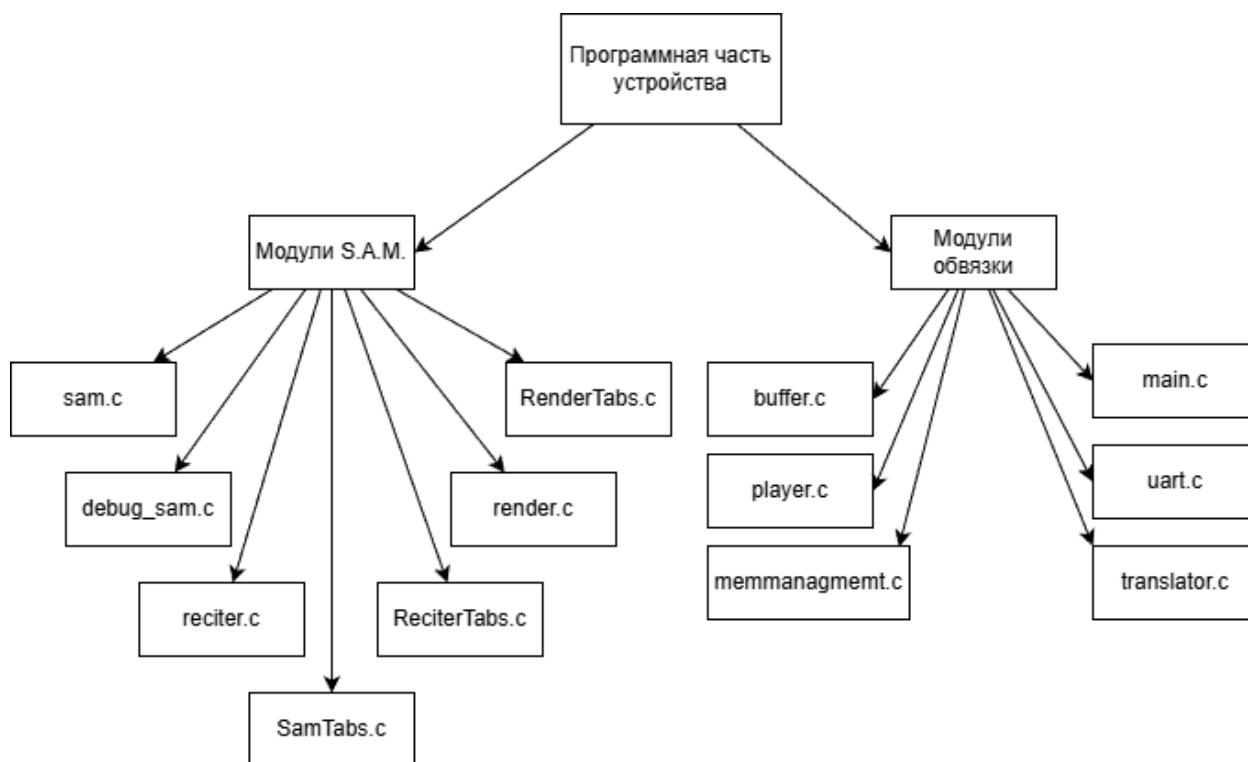 Программная часть
устройства
Модули S.A.M.
Модули
обвязки
sam.c
RenderTabs.c
buffer.c
main.c
debug_sam.c
render.c
player.c
uart.c
reciter.c
ReciterTabs.c
memmanagmemt.c
translator.c
SamTabs.c